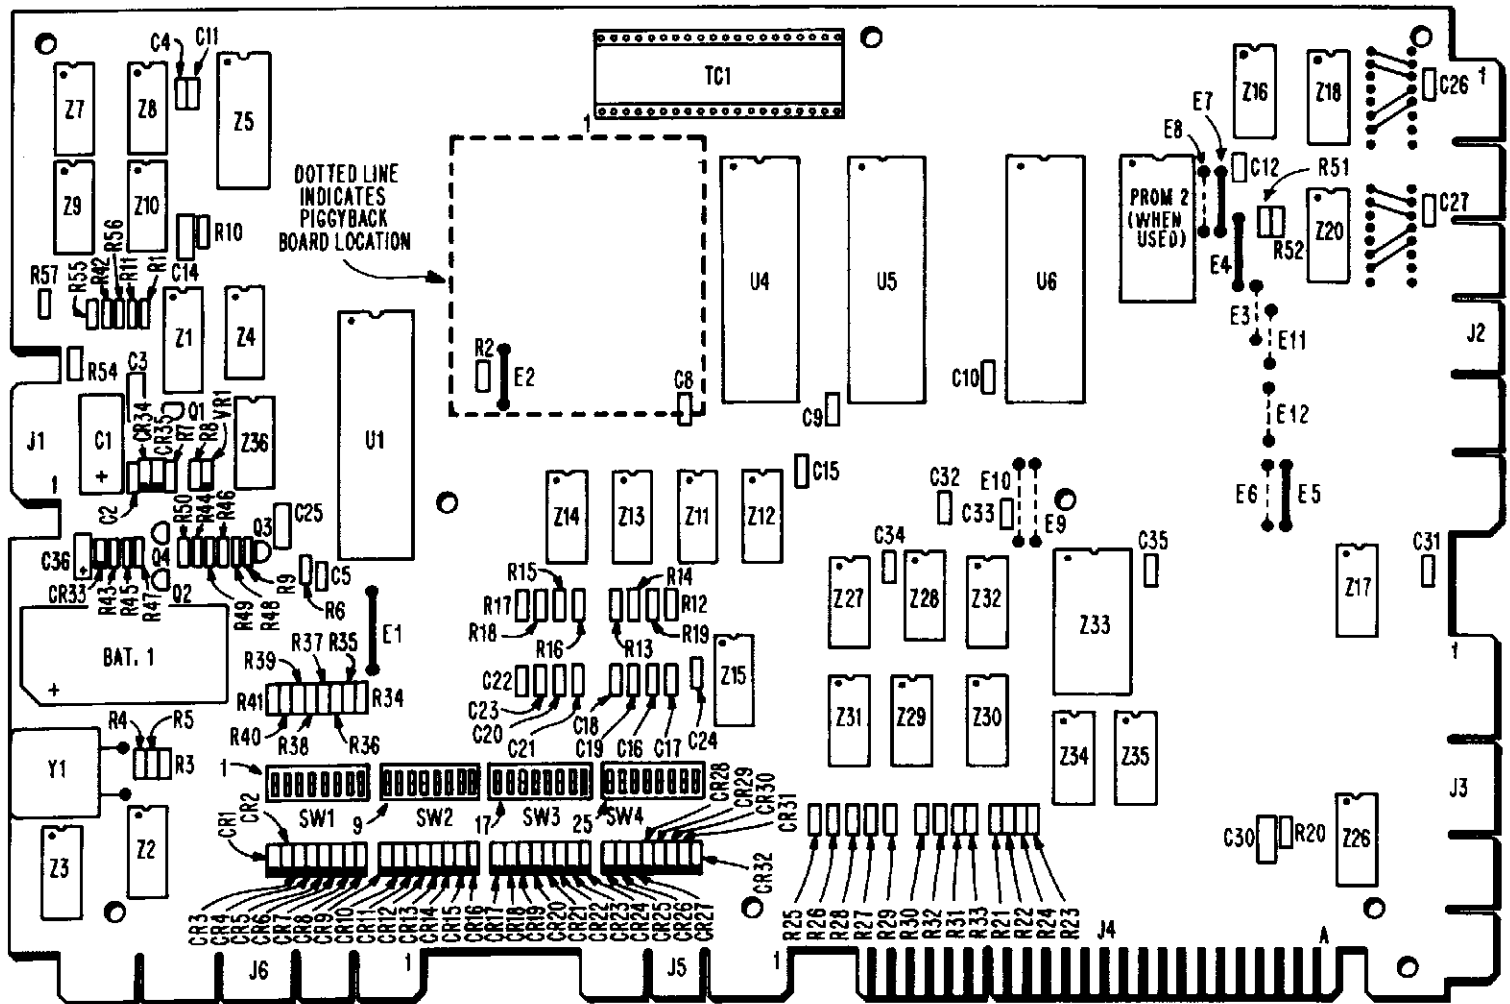 C4
C11
TC1
1
Z7
Z8
Z5
Z16
Z18
1
C26
E7
E8
DOTTED LINE
INDICATES
PIGGYBACK
BOARD LOCATION
1
Z9
Z10
R10
C14
C12
R51
PROM 2
(WHEN
USED)
Z20
C27
R52
E4
R57
R55
R42
R56
R11
R1
Z1
Z4
U4
U5
U6
E3
E11
J2
R54
C3
R2
E2
C8
C10
C9
E12
J1
C1
+
CR34
CR35
R7
Q1
R8
VR1
Z36
U1
1
C2
C15
C32
E10
C33
E9
E6
E5
R50
R44
R46
Q3
C25
Z14
Z13
Z11
Z12
C36
+
Q4
C34
C35
C31
CR33
R43
R45
R47
Q2
R49
R48
R9
R6
C5
R15
R14
R17
R12
R18
R16
R13
R19
Z27
Z28
Z32
Z33
Z17
BAT. 1
+
E1
R39
R37
R35
R41
R34
R40
R38
R36
C22
C23
C20
C21
C18
C19
C16
C17
C24
Z15
Z31
Z29
Z30
Z34
Z35
1
R4
R5
R3
Y1
1
SW1
9
SW2
17
SW3
25
SW4
CR28
CR29
CR30
CR31
J3
CR1
CR2
Z3
Z2
CR32
C30
R20
Z26
CR3
CR4
CR5
CR6
CR7
CR8
CR9
CR10
CR11
CR12
CR13
CR14
CR15
CR16
CR17
CR18
CR19
CR20
CR21
CR22
CR23
CR24
CR25
CR26
CR27
R25
R26
R28
R27
R29
R30
R32
R31
R33
R21
R22
R24
R23
J4
A
J6
1
J5
1